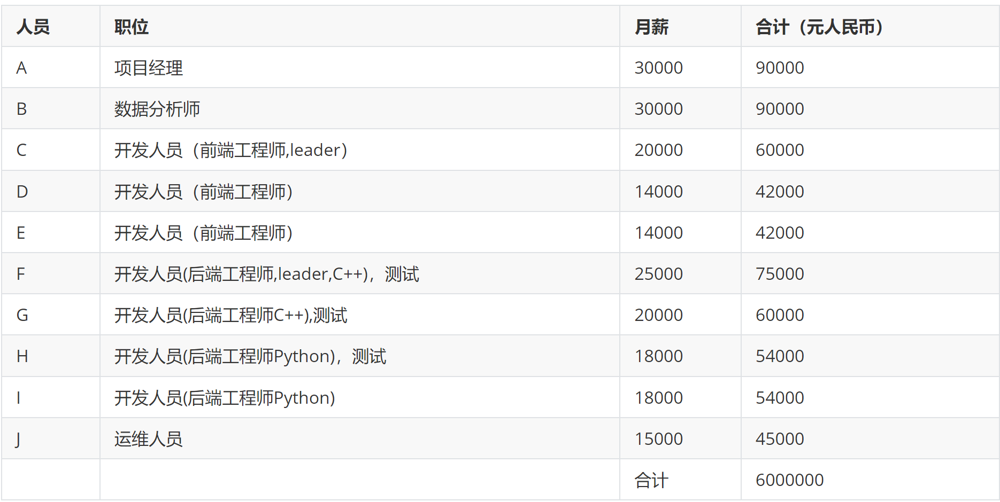 人员 职位 月薪 合计（元人民币）
A 项目经理 30000 90000
B 数据分析师 30000 90000
C 开发人员（前端工程师,leader） 20000 60000
D 开发人员（前端工程师） 14000 42000
E 开发人员（前端工程师） 14000 42000
F 开发人员(后端工程师,leader,C++)，测试 25000 75000
G 开发人员(后端工程师C++),测试 20000 60000
H 开发人员(后端工程师Python)，测试 18000 54000
I 开发人员(后端工程师Python) 18000 54000
J 运维人员 15000 45000
合计 6000000